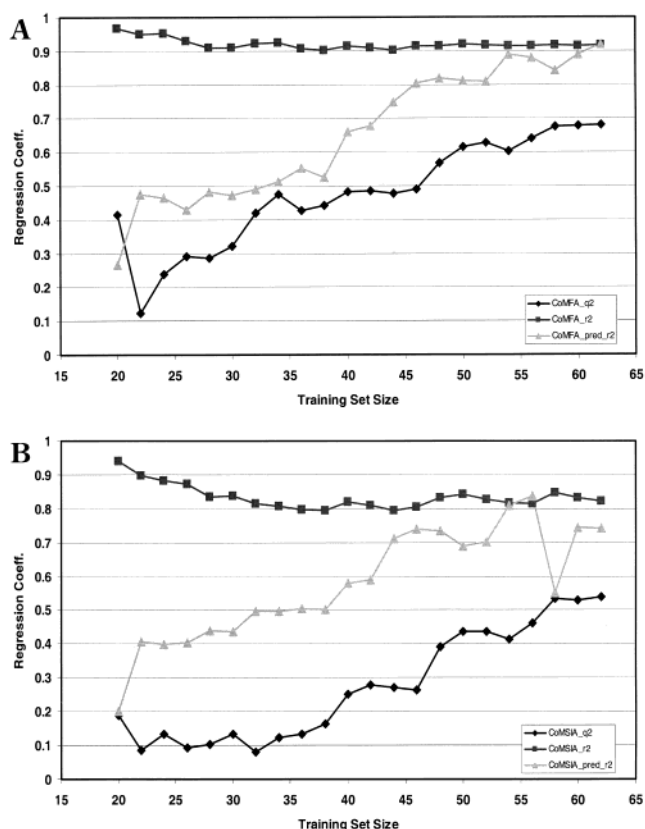 A
1
0.9
0.8
0.7
0.6
0.5
0.4
0.3
0.2
0.1
0
Regression Coeff.
CoMFA_q2
CoMFA_r2
CoMFA_pred_r2
15 20 25 30 35 40 45 50 55 60 65
Training Set Size
B
1
0.9
0.8
0.7
0.6
0.5
0.4
0.3
0.2
0.1
0
Regression Coeff.
CoMSIA_q2
CoMSIA_r2
CoMSIA_pred_r2
15 20 25 30 35 40 45 50 55 60 65
Training Set Size